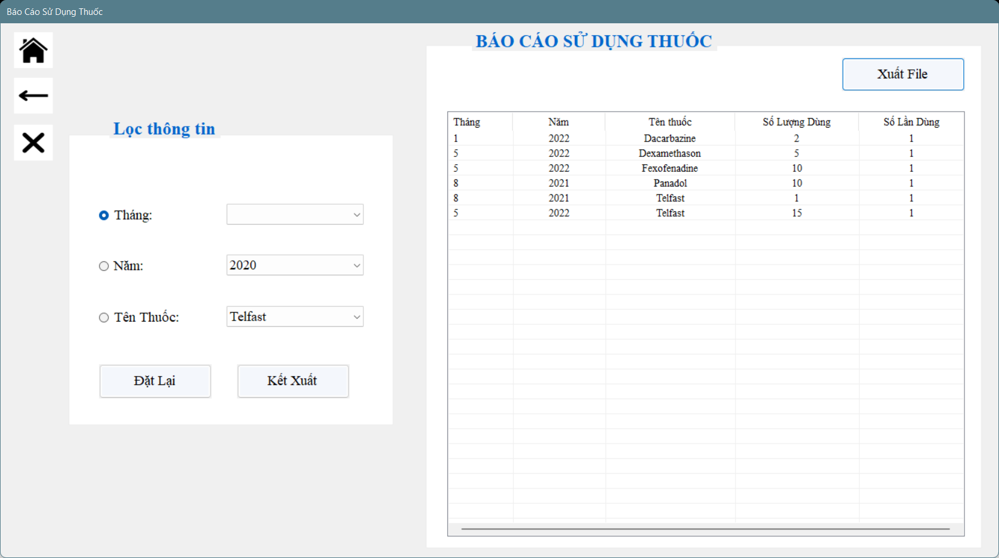 Báo Cáo Sử Dụng Thuốc
Lọc thông tin
Tháng:
Năm: 2020
Tên Thuốc: Telfast
Đặt Lại Kết Xuất
BÁO CÁO SỬ DỤNG THUỐC
Xuất File
Tháng Năm Tên thuốc Số Lượng Dùng Số Lần Dùng
1 2022 Dacarbazine 2 1
5 2022 Dexamethason 5 1
5 2022 Fexofenadine 10 1
8 2021 Panadol 10 1
8 2021 Telfast 1 1
5 2022 Telfast 15 1